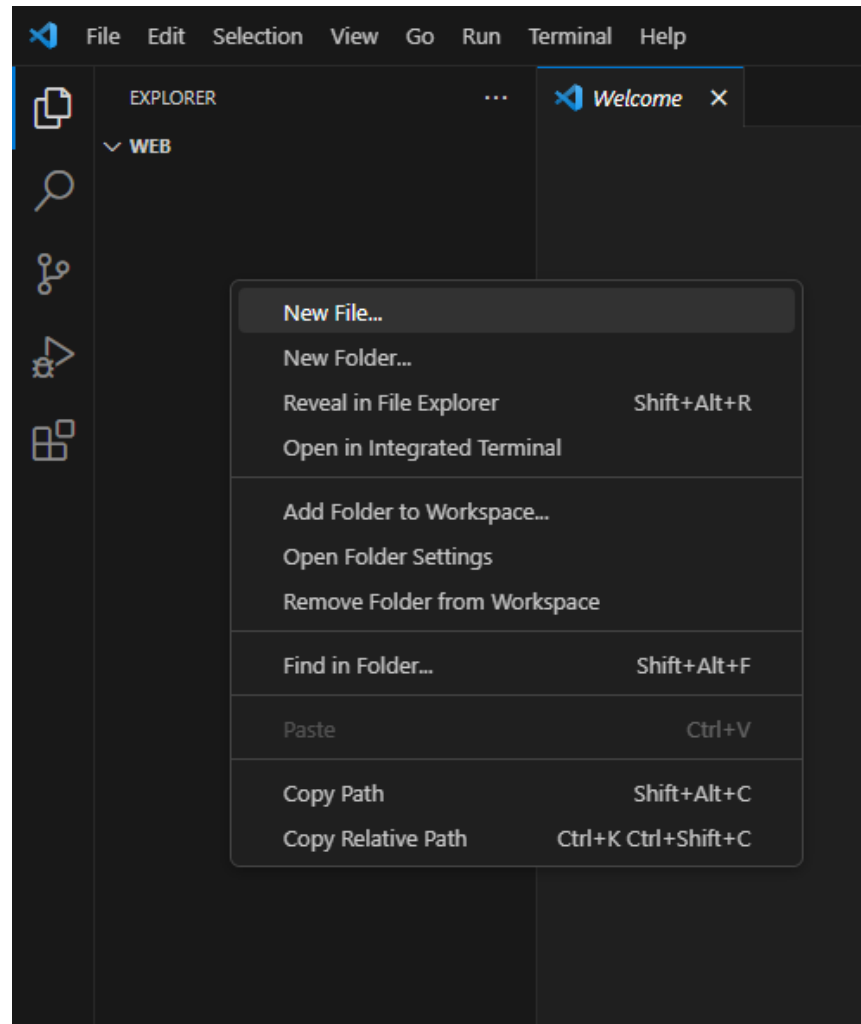 File Edit Selection View Go Run Terminal Help
EXPLORER ... Welcome
WEB
New File...
New Folder...
Reveal in File Explorer Shift+Alt+R
Open in Integrated Terminal
Add Folder to Workspace...
Open Folder Settings
Remove Folder from Workspace
Find in Folder... Shift+Alt+F
Paste Ctrl+V
Copy Path Shift+Alt+C
Copy Relative Path Ctrl+K Ctrl+Shift+C